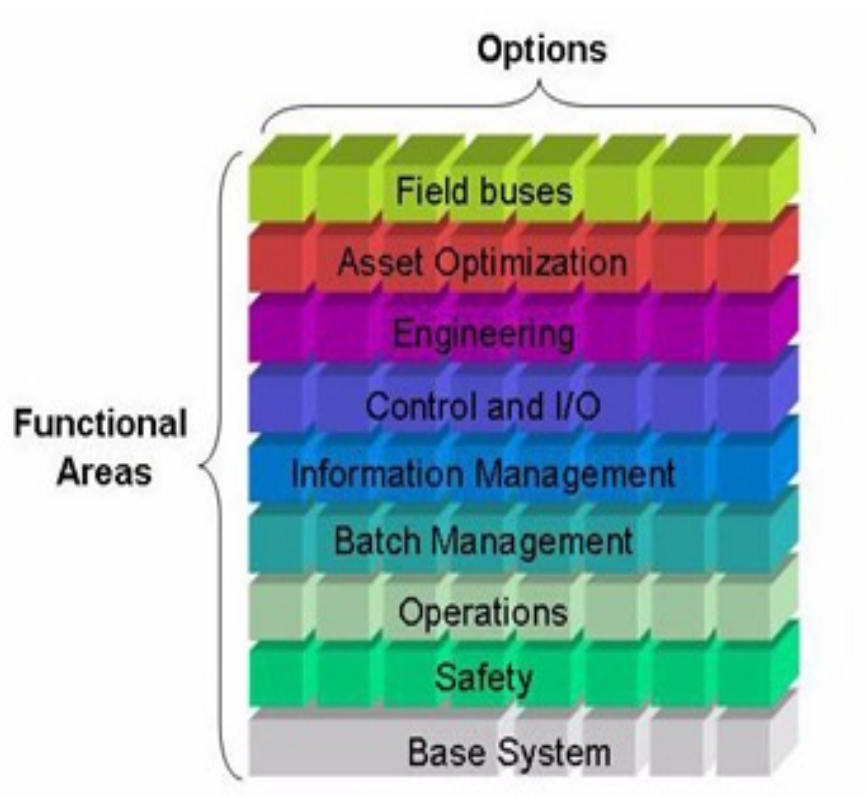 Options
Field buses
Asset Optimization
Engineering
Control and I/O
Functional
Areas
Information Management
Batch Management
Operations
Safety
Base System